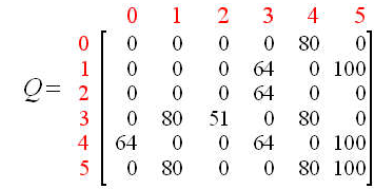 0 1 2 3 4 5
0 0 0 0 0 80 0
1 0 0 0 64 0 100
Q= 2 0 0 0 64 0 0
3 0 80 51 0 80 0
4 64 0 0 64 0 100
5 0 80 0 0 80 100